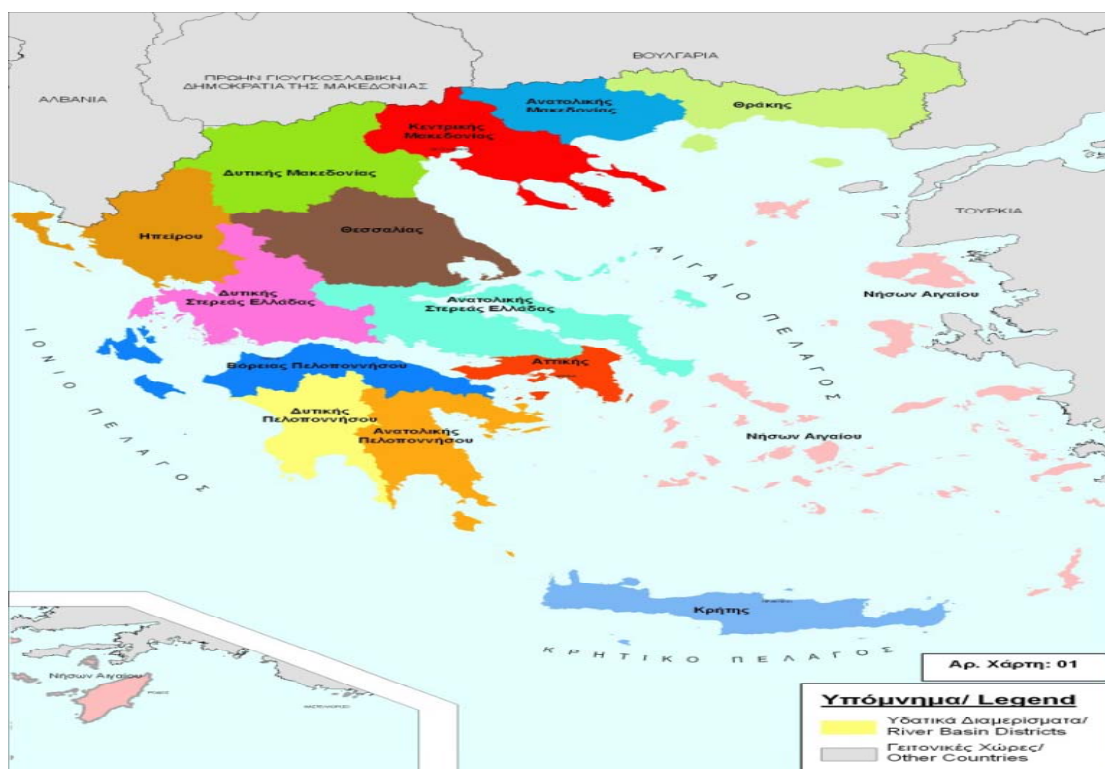 ΒΟΥΛΓΑΡΙΑ
ΠΡΩΗΝ ΓΙΟΥΓΚΟΣΛΑΒΙΚΗ
ΔΗΜΟΚΡΑΤΙΑ ΤΗΣ ΜΑΚΕΔΟΝΙΑΣ
ΑΛΒΑΝΙΑ
Ανατολικής
Μακεδονίας
Θράκης
Κεντρικής
Μακεδονίας
Δυτικής Μακεδονίας
ΤΟΥΡΚΙΑ
Ηπείρου
Θεσσαλίας
ΑΙΓΑΙΟ ΠΕΛΑΓΟΣ
Νήσων Αιγαίου
Δυτικής
Στερεάς Ελλάδας
Ανατολικής
Στερεάς Ελλάδας
ΙΟΝΙΟ ΠΕΛΑΓΟΣ
Βόρειας Πελοποννήσου
Αττικής
Δυτικής
Πελοποννήσου
Ανατολικής
Πελοποννήσου
Νήσων Αιγαίου
Κρήτης
ΚΡΗΤΙΚΟ ΠΕΛΑΓΟΣ
Νήσων Αιγαίου
Αρ. Χάρτη: 01
Υπόμνημα/ Legend
Υδατικά Διαμερίσματα/
River Basin Districts
Γειτονικές Χώρες/
Other Countries